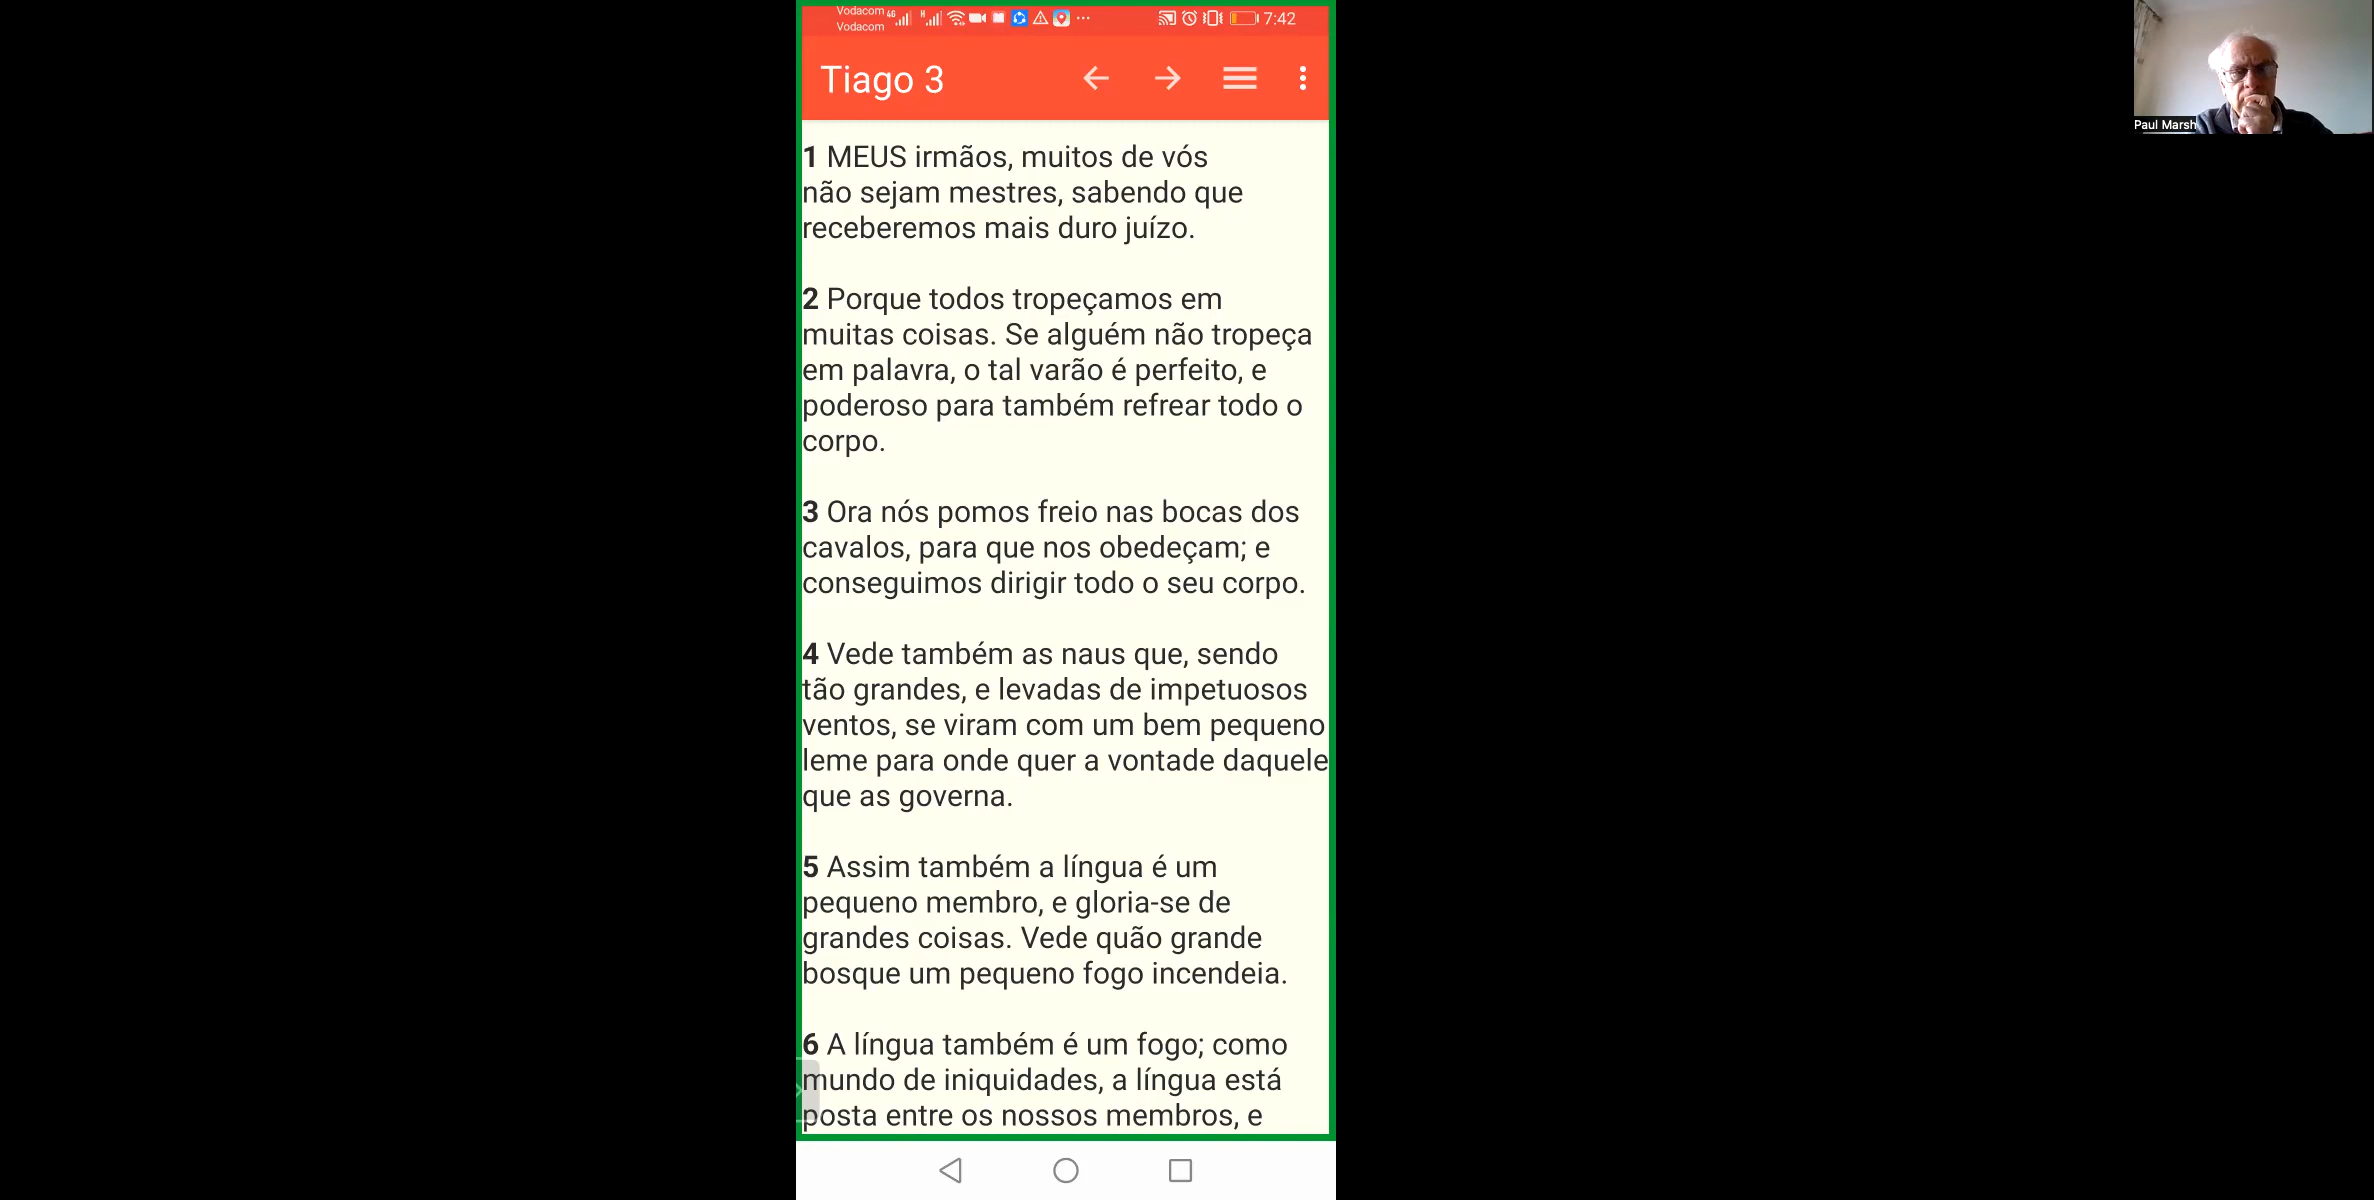 Vodacom 4G
Vodacom
7:42
Tiago 3
1 MEUS irmãos, muitos de vós
não sejam mestres, sabendo que
receberemos mais duro juízo.
2 Porque todos tropeçamos em
muitas coisas. Se alguém não tropeça
em palavra, o tal varão é perfeito, e
poderoso para também refrear todo o
corpo.
3 Ora nós pomos freio nas bocas dos
cavalos, para que nos obedeçam; e
conseguimos dirigir todo o seu corpo.
4 Vede também as naus que, sendo
tão grandes, e levadas de impetuosos
ventos, se viram com um bem pequeno
leme para onde quer a vontade daquele
que as governa.
5 Assim também a língua é um
pequeno membro, e gloria-se de
grandes coisas. Vede quão grande
bosque um pequeno fogo incendeia.
6 A língua também é um fogo; como
mundo de iniquidades, a língua está
posta entre os nossos membros, e
Paul Marsh